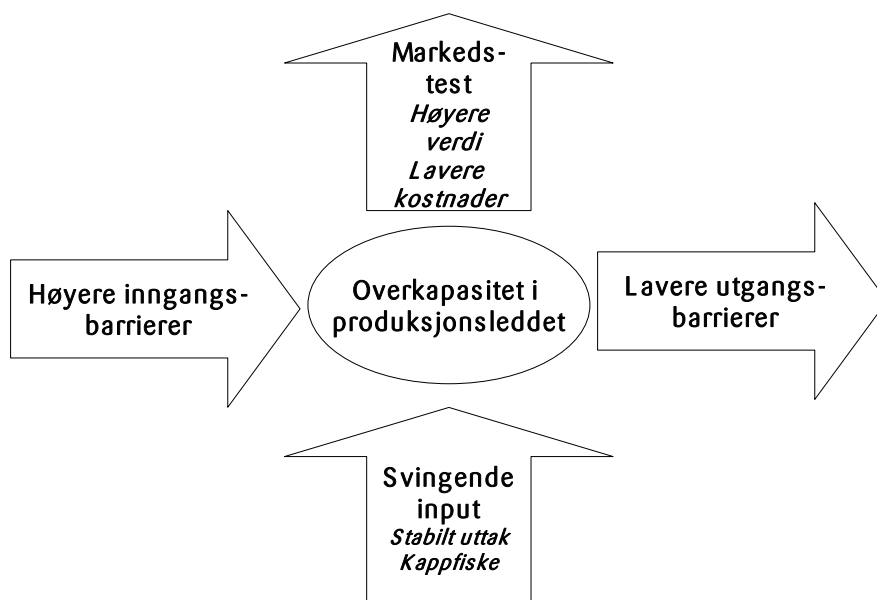 Markeds-
test
Høyere
verdi
Lavere
kostnader
Høyere inngangs-
barrierer
Overkapasitet i
produksjonsleddet
Lavere utgangs-
barrierer
Svingende
input
Stabilt uttak
Kappfiske